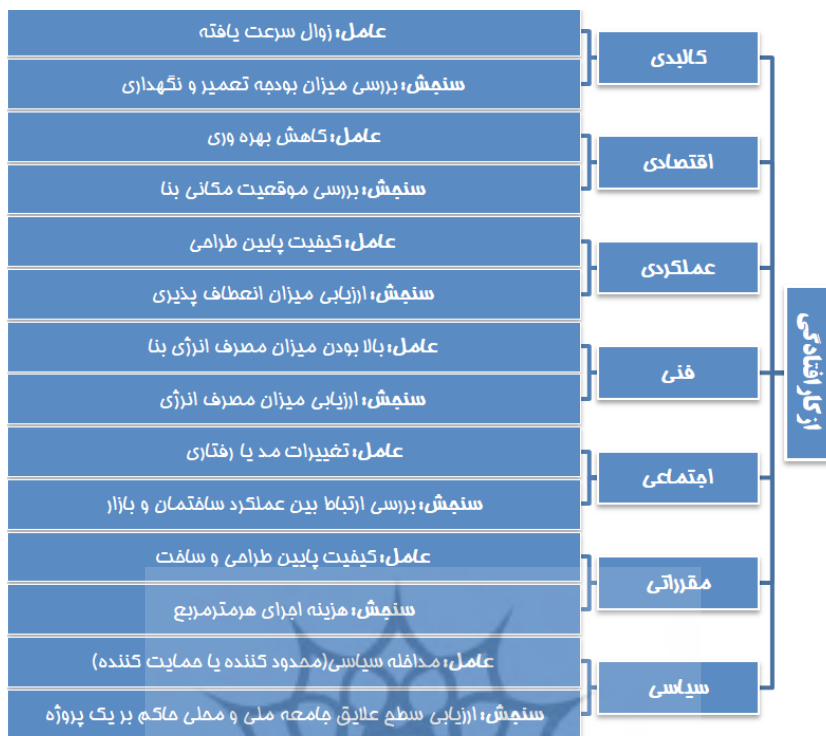 از کار افتادگی
کالبدی
عامل: زوال سرعت یافته
سنجش: بررسی میزان بودجه تعمیر و نگهداری
اقتصادی
عامل: کاهش بهره وری
سنجش: بررسی موقعیت مکانی بنا
عملکردی
عامل: کیفیت پایین طراحی
سنجش: ارزیابی میزان انعطاف پذیری
فنی
عامل: بالا بودن میزان مصرف انرژی بنا
سنجش: ارزیابی میزان مصرف انرژی
اجتماعی
عامل: تغییرات مد یا رفتاری
سنجش: بررسی ارتباط بین عملکرد ساختمان و بازار
مقرراتی
عامل: کیفیت پایین طراحی و ساخت
سنجش: هزینه اجرای هرمترمربع
سیاسی
عامل: مداخله سیاسی(محدود کننده یا حمایت کننده)
سنجش: ارزیابی سطح علایق جامعه ملی و محلی حاکم بر یک پروژه